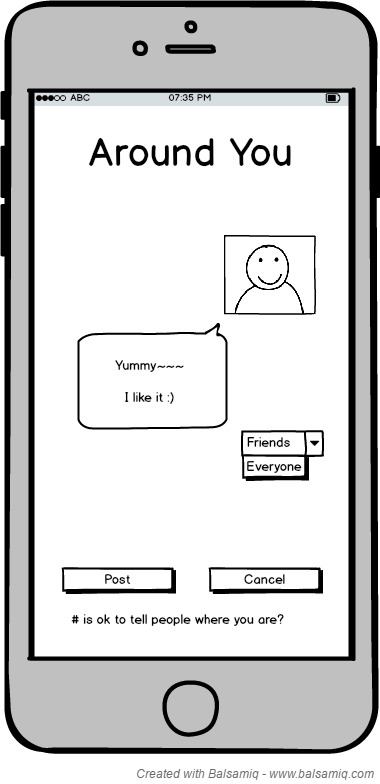 ABC 07:35 PM
Around You
Yummy~~~
I like it :)
Friends
Everyone
Post Cancel
# is ok to tell people where you are?
Created with Balsamiq - www.balsamiq.com